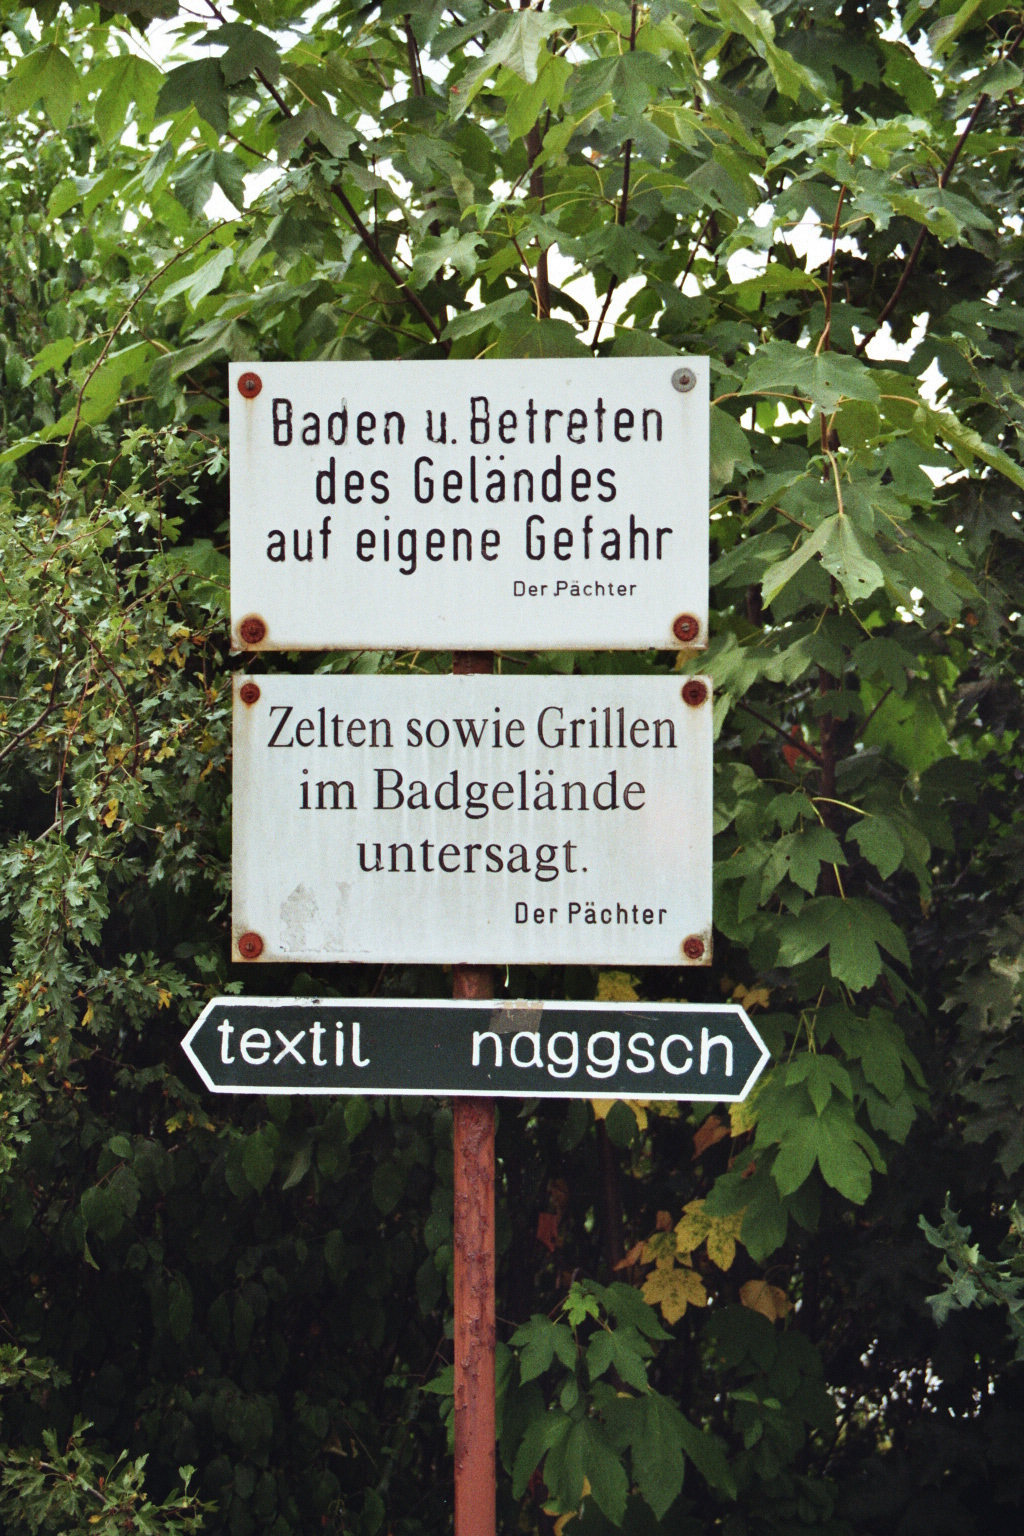 Baden u. Betreten
des Geländes
auf eigene Gefahr
Der Pächter
Zelten sowie Grillen
im Badgelände
untersagt.
Der Pächter
textil naggsch